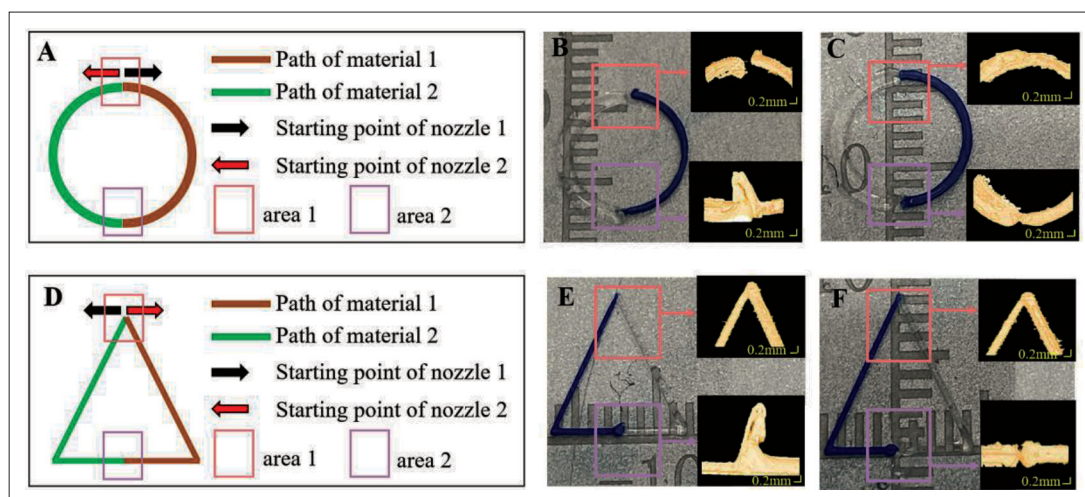 A
Path of material 1
Path of material 2
Starting point of nozzle 1
Starting point of nozzle 2
area 1
area 2
B
0.2mm
0.2mm
C
0.2mm
0.2mm
D
Path of material 1
Path of material 2
Starting point of nozzle 1
Starting point of nozzle 2
area 1
area 2
E
0.2mm
0.2mm
10
F
0.2mm
0.2mm